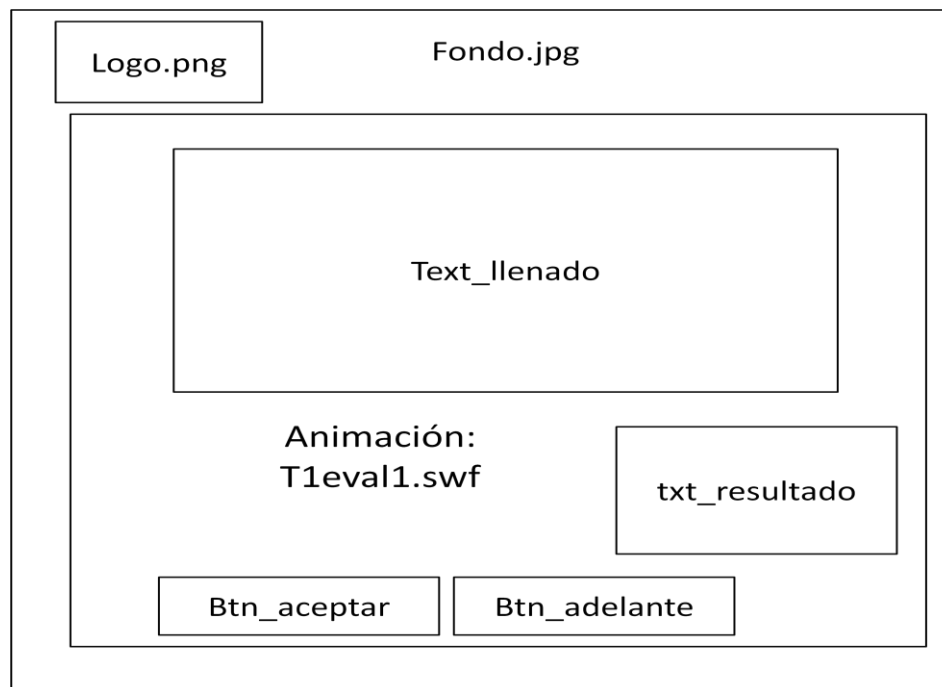 Logo.png
Fondo.jpg
Text_llenado
Animación:
T1eval1.swf
txt_resultado
Btn_aceptar
Btn_adelante